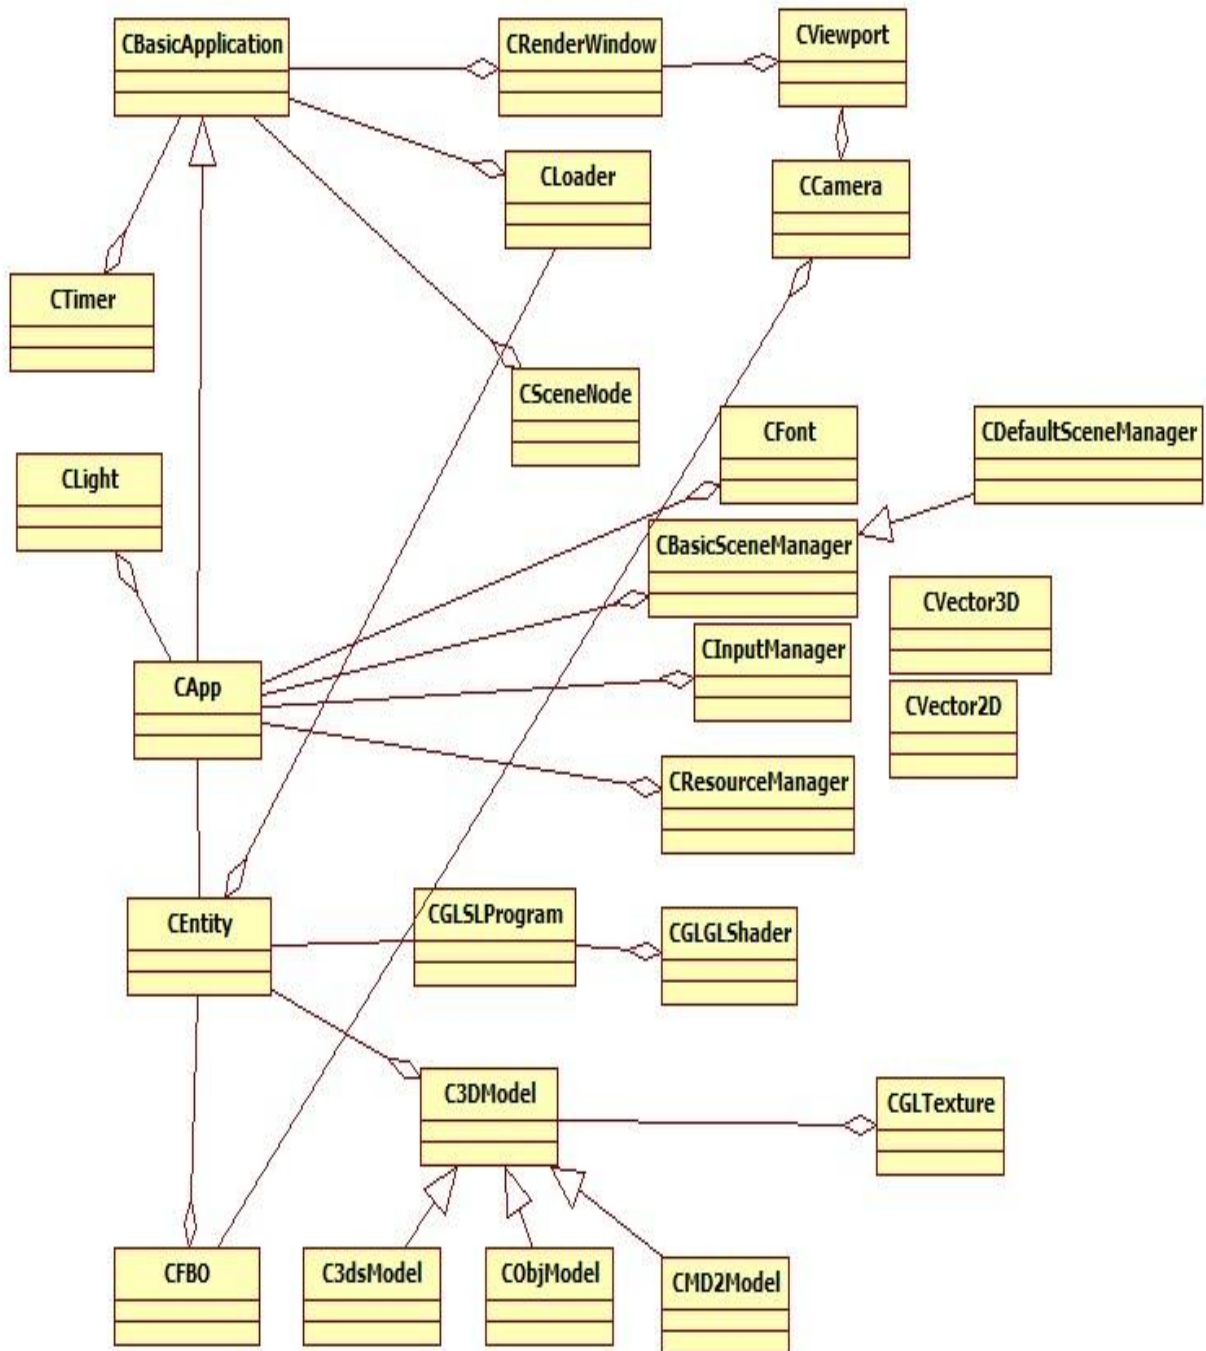 CBasicApplication
CRenderWindow
CViewport
CLoader
CCamera
CTimer
CSceneNode
CFont
CDefaultSceneManager
CLight
CBasicSceneManager
CVector3D
CInputManager
CApp
CVector2D
CResourceManager
CEntity
CGLSLProgram
CGLGLShader
C3DModel
CGLTexture
CFBO
C3dsModel
CObjModel
CMD2Model